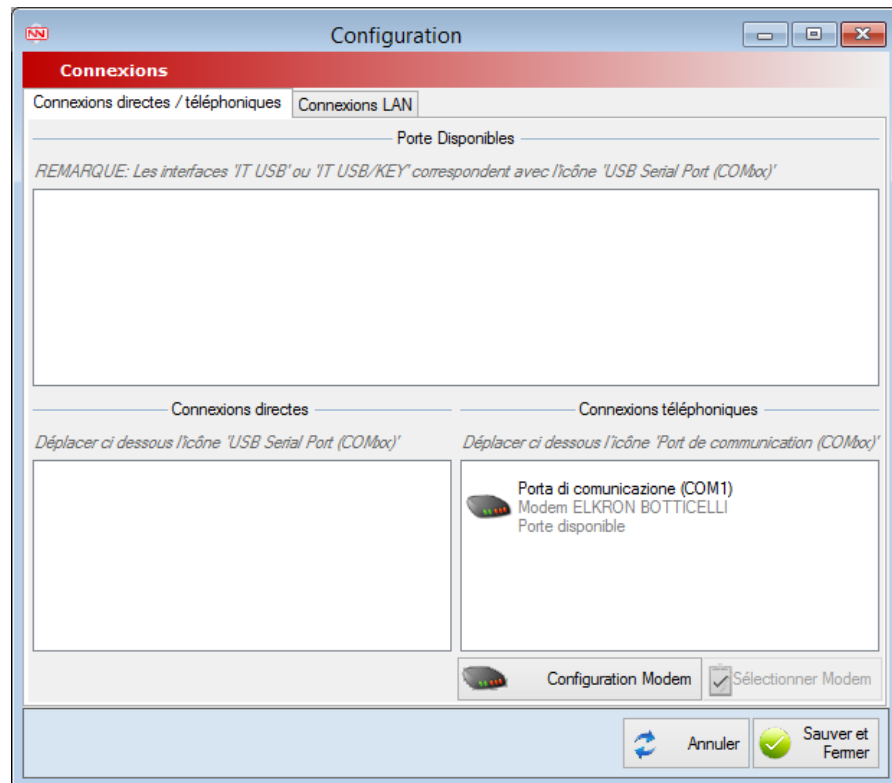 Configuration
Connexions
Connexions directes / téléphoniques
Connexions LAN
Porte Disponibles
REMARQUE: Les interfaces 'IT USB' ou 'IT USB/KEY' correspondent avec l'icône 'USB Serial Port (COMxx)'
Connexions directes
Déplacer ci dessous l'icône 'USB Serial Port (COMxx)'
Connexions téléphoniques
Déplacer ci dessous l'icône 'Port de communication (COMxx)'
Porta di comunicazione (COM1)
Modem ELKRON BOTTICELLI
Porte disponible
Configuration Modem
Sélectionner Modem
Annuler
Sauver et
Fermer